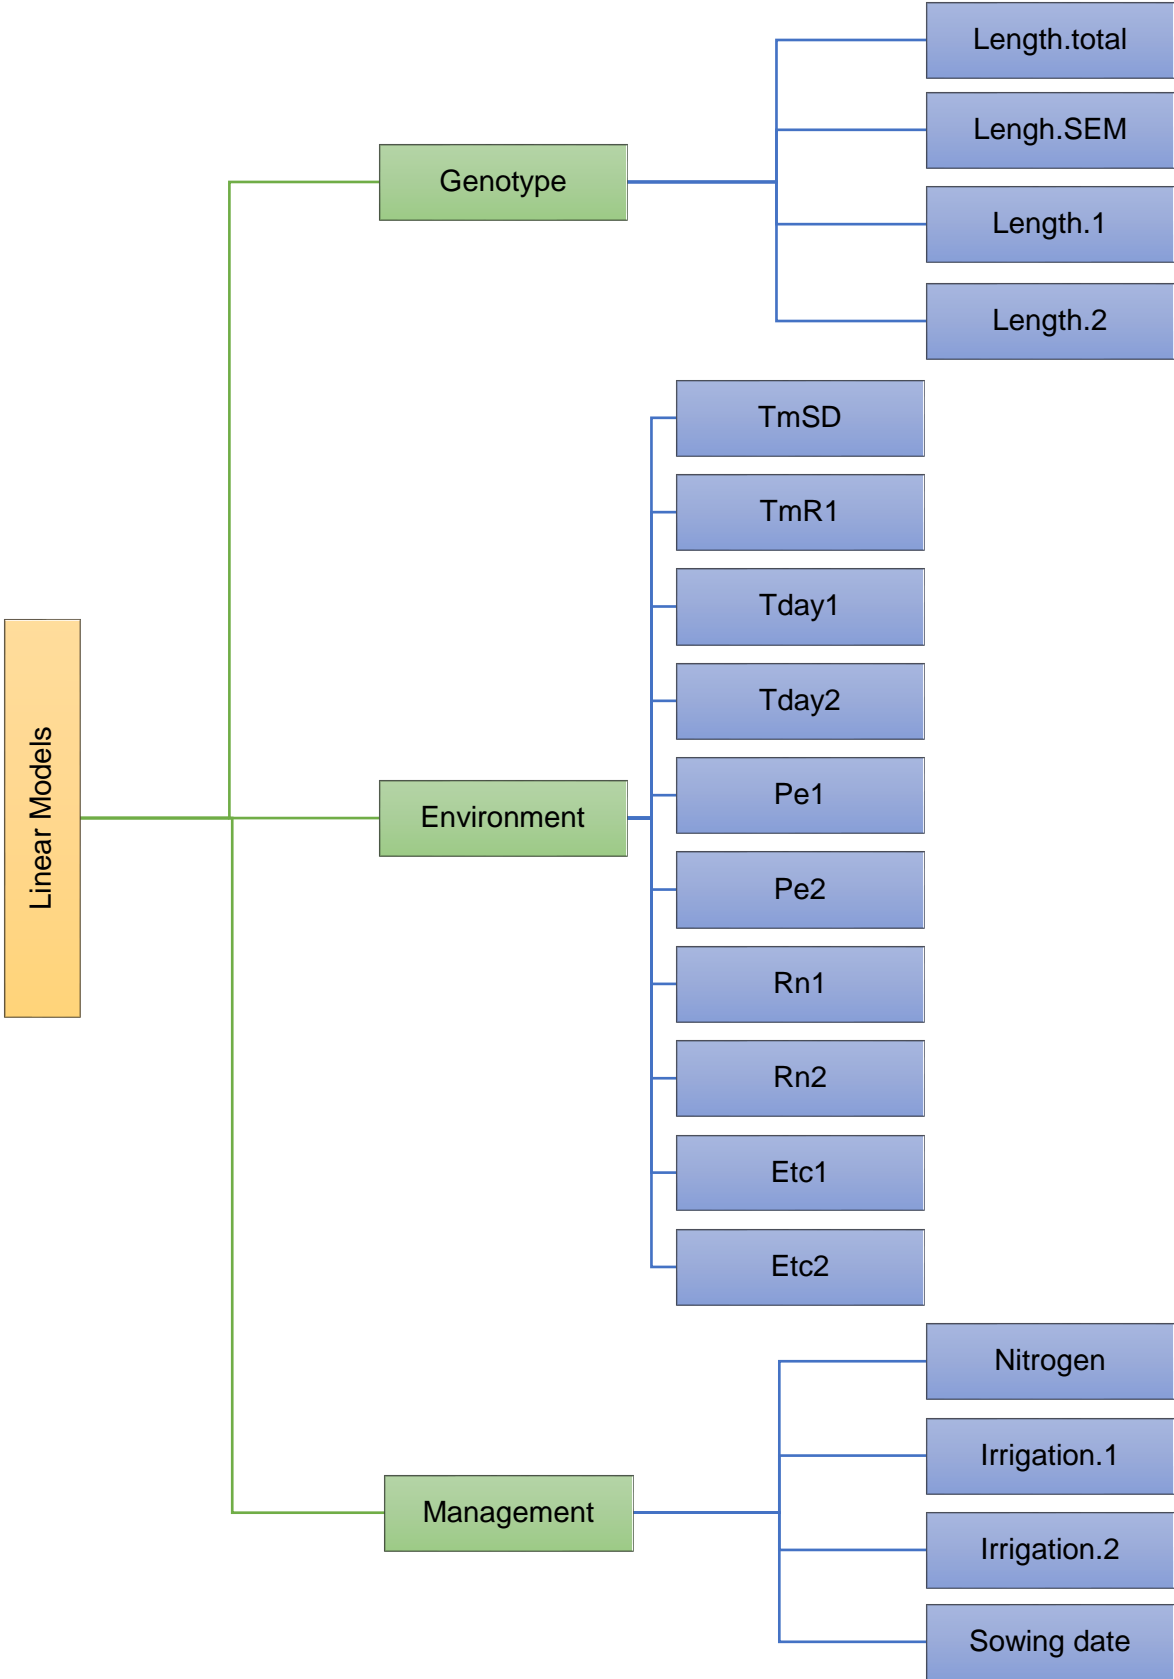 Linear Models
Genotype
Length.total
Lengh.SEM
Length.1
Length.2
Environment
TmSD
TmR1
Tday1
Tday2
Pe1
Pe2
Rn1
Rn2
Etc1
Etc2
Management
Nitrogen
Irrigation.1
Irrigation.2
Sowing date